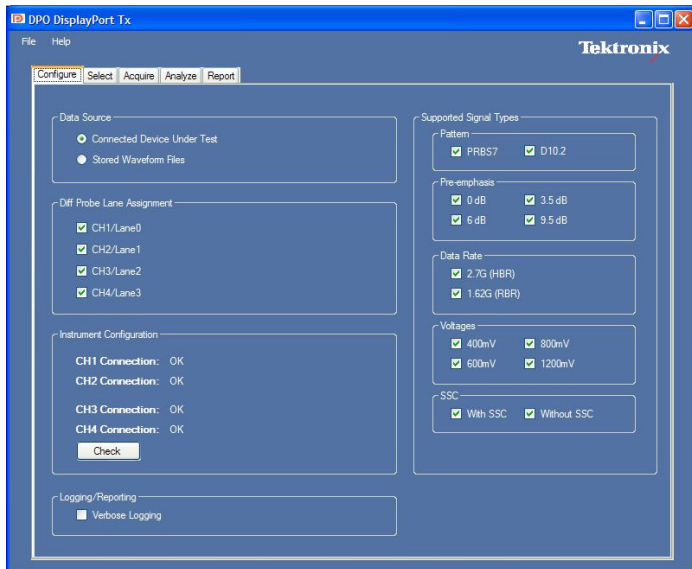 DPO DisplayPort Tx
File Help
Tektronix
Configure Select Acquire Analyze Report
Data Source
Connected Device Under Test
Stored Waveform Files
Diff Probe Lane Assignment
CH1/Lane0
CH2/Lane1
CH3/Lane2
CH4/Lane3
Instrument Configuration
CH1 Connection: OK
CH2 Connection: OK
CH3 Connection: OK
CH4 Connection: OK
Check
Logging/Reporting
Verbose Logging
Supported Signal Types
Pattern
PRBS7 D10.2
Pre-emphasis
0 dB 3.5 dB
6 dB 9.5 dB
Data Rate
2.7G (HBR)
1.62G (RBR)
Voltages
400mV 800mV
600mV 1200mV
SSC
With SSC Without SSC